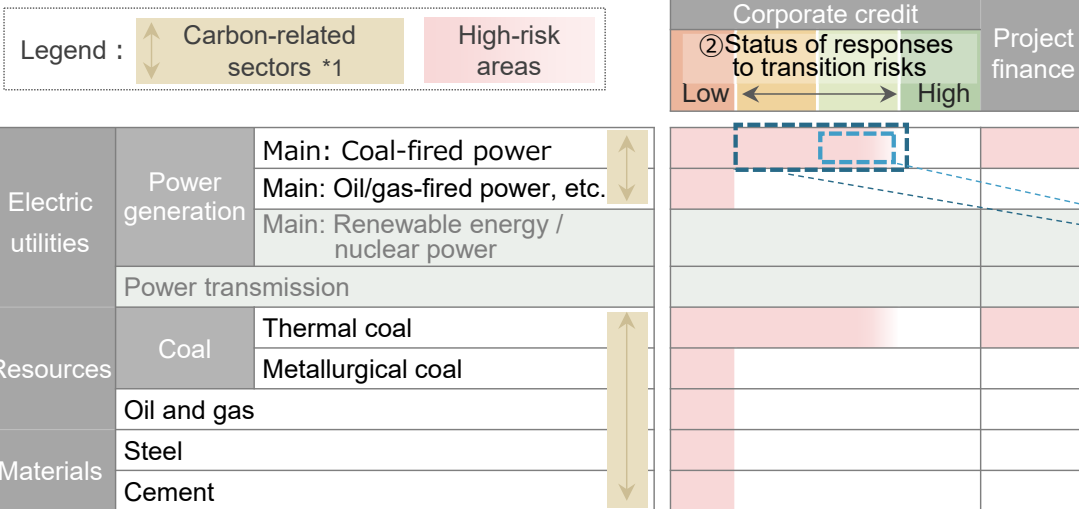 Legend :
Carbon-related
sectors *1
High-risk
areas
Corporate credit
②Status of responses
to transition risks
Low
High
Project
finance
Electric
utilities
Power
generation
Main: Coal-fired power
Main: Oil/gas-fired power, etc.
Main: Renewable energy /
nuclear power
Power transmission
Resources
Coal
Thermal coal
Metallurgical coal
Oil and gas
Materials
Steel
Cement